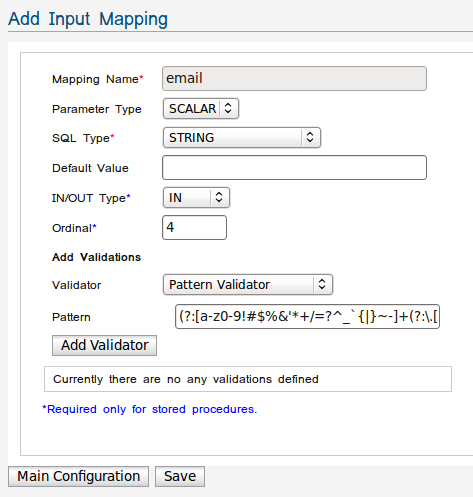 Add Input Mapping
Mapping Name* email
Parameter Type SCALAR
SQL Type* STRING
Default Value
IN/OUT Type* IN
Ordinal* 4
Add Validations
Validator Pattern Validator
Pattern (?:[a-z0-9!#$%&'*+/=?^_`{|}~-]+(?:\.[
Add Validator
Currently there are no any validations defined
*Required only for stored procedures.
Main Configuration Save